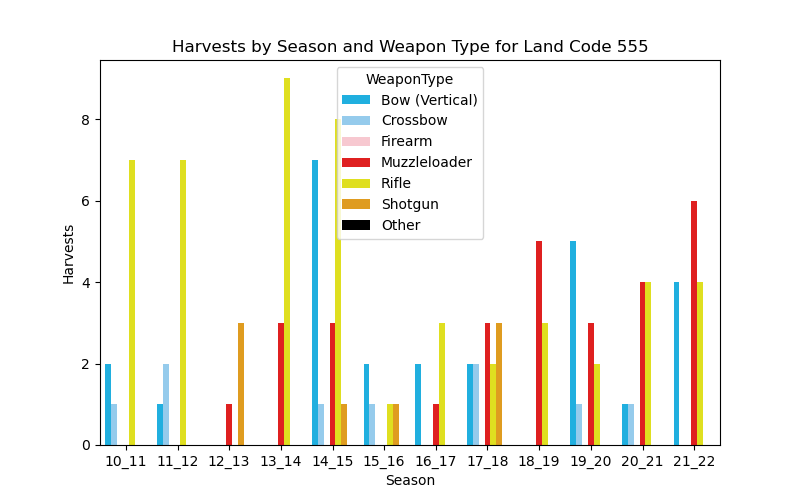 Harvests by Season and Weapon Type for Land Code 555
WeaponType
Bow (Vertical)
Crossbow
Firearm
Muzzleloader
Rifle
Shotgun
Other
Harvests
8
6
4
2
0
10_11 11_12 12_13 13_14 14_15 15_16 16_17 17_18 18_19 19_20 20_21 21_22
Season